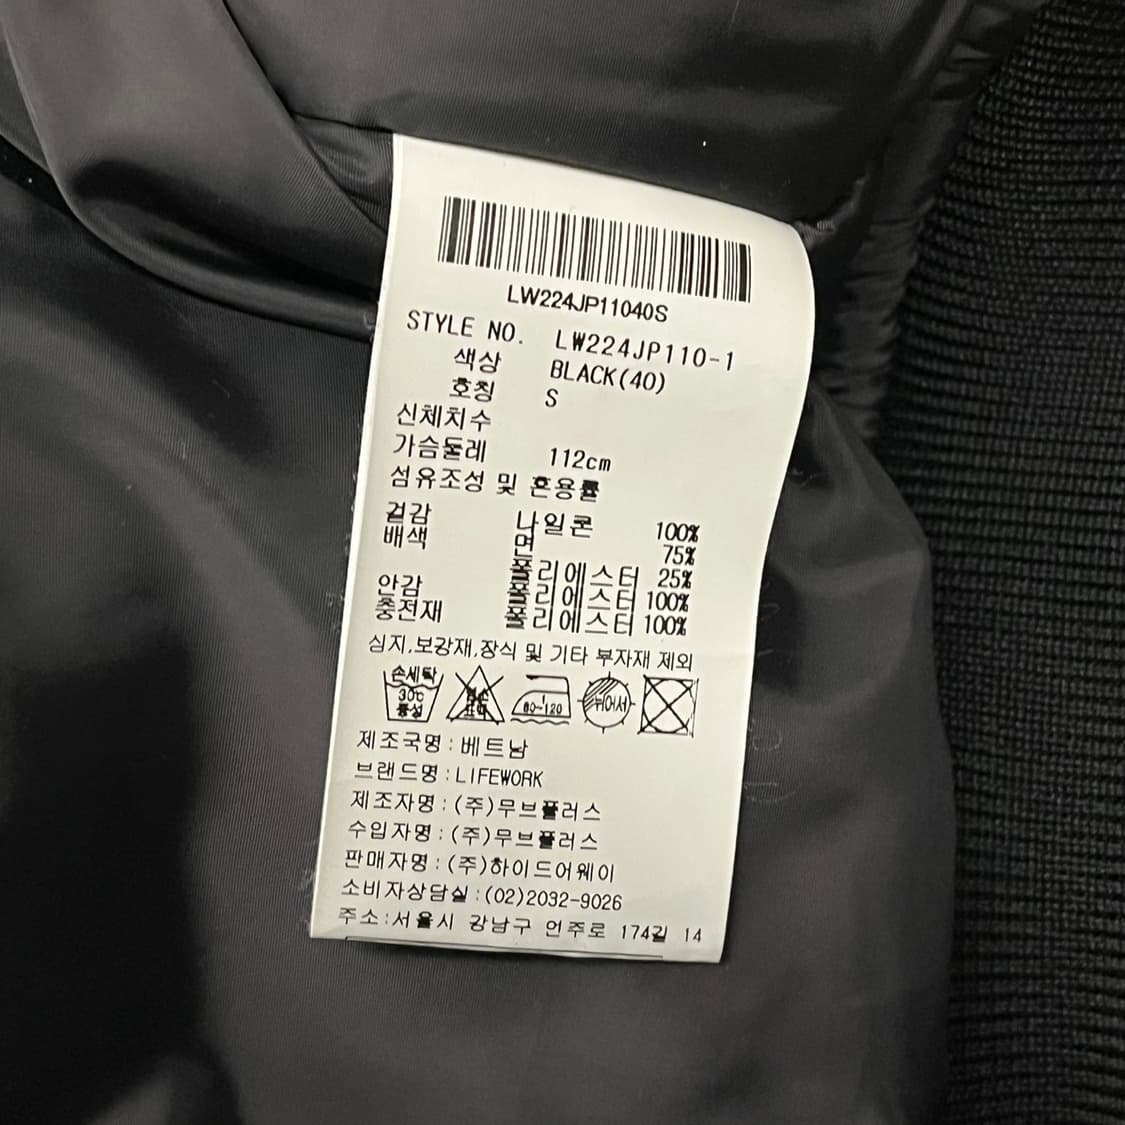 LW224JP11040S
STYLE NO. LW224JP110-1
색상 BLACK(40)
호칭 S
신체치수
가슴둘레 112cm
섬유조성 및 혼용률
겉감 나일론 100%
배색 면 75%
폴리에스터 25%
안감 폴리에스터 100%
충전재 폴리에스터 100%
심지,보강재,장식 및 기타 부자재 제외
손세탁 30℃ 중성 염소 표백 80~120 뉘어서
제조국명:베트남
브랜드명:LIFEWORK
제조자명:(주)무브플러스
수입자명:(주)무브플러스
판매자명:(주)하이드어웨이
소비자상담실:(02)2032-9026
주소:서울시 강남구 언주로 174길 14